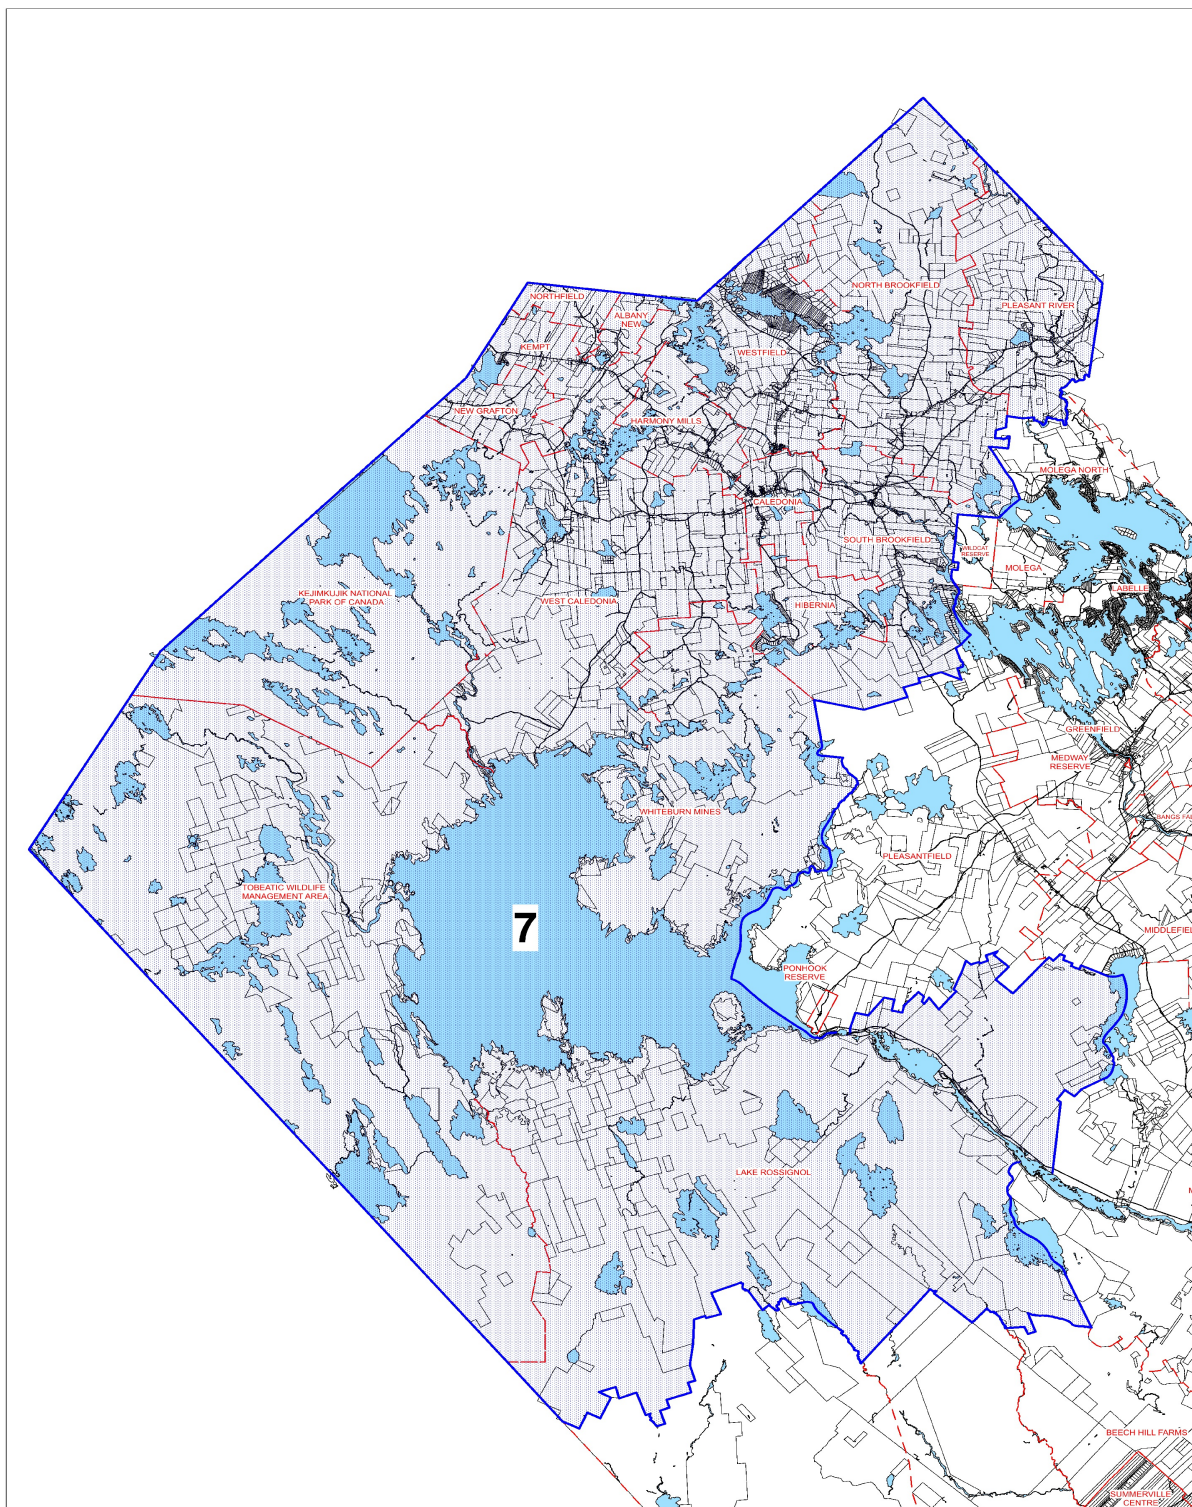 NORTH BROOKFIELD
NORTHFIELD
PLEASANT RIVER
ALBANY
NEW
KEMPT
WESTFIELD
NEW GRAFTON
HARMONY MILLS
MOLEGA NORTH
CALEDONIA
SOUTH BROOKFIELD
WILDCAT
RESERVE
MOLEGA
LABELLE
KEJIMKUJIK NATIONAL
PARK OF CANADA
WEST CALEDONIA
HIBERNIA
GREENFIELD
MEDWAY
RESERVE
WHITEBURN MINES
BANGS FA
PLEASANTFIELD
TOBEATIC WILDLIFE
MANAGEMENT AREA
7
MIDDLEFIEL
PONHOOK
RESERVE
LAKE ROSSIGNOL
M
BEECH HILL FARMS
SUMMERVILLE
CENTRE